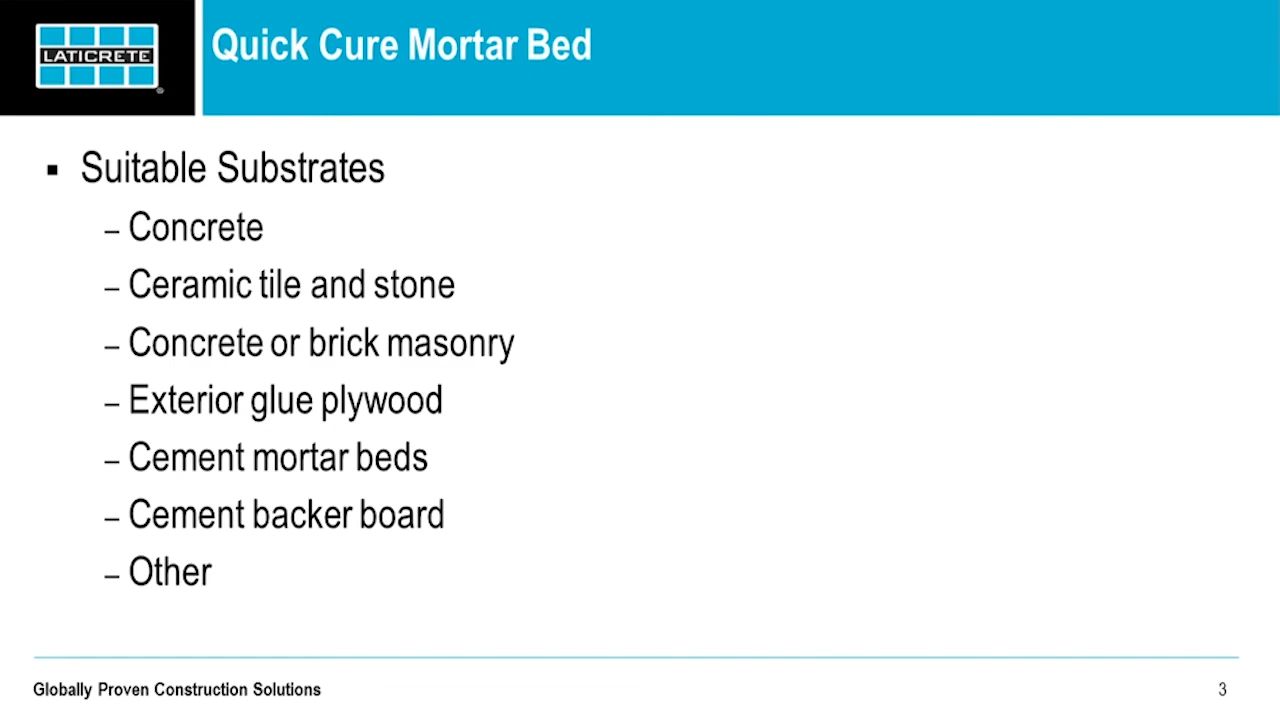 LATICRETE
®
Quick Cure Mortar Bed
▪ Suitable Substrates
– Concrete
– Ceramic tile and stone
– Concrete or brick masonry
– Exterior glue plywood
– Cement mortar beds
– Cement backer board
– Other
Globally Proven Construction Solutions
3